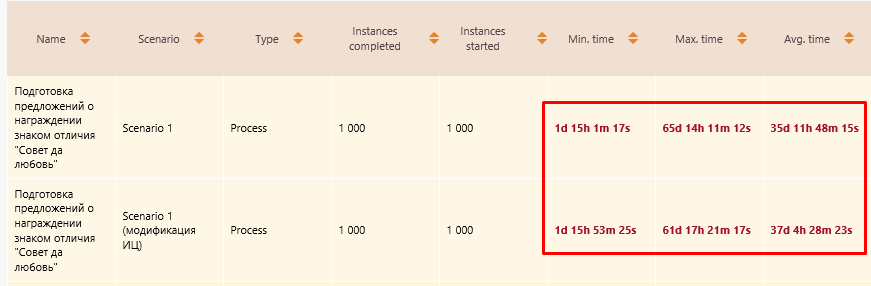 Name Scenario Type Instances completed Instances started Min. time Max. time Avg. time
Подготовка
предложений о
награждении
знаком отличия
"Совет да
любовь"
Scenario 1
Process
1 000
1 000
1d 15h 1m 17s
65d 14h 11m 12s
35d 11h 48m 15s
Подготовка
предложений о
награждении
знаком отличия
"Совет да
любовь"
Scenario 1
(модификация
ИЦ)
Process
1 000
1 000
1d 15h 53m 25s
61d 17h 21m 17s
37d 4h 28m 23s